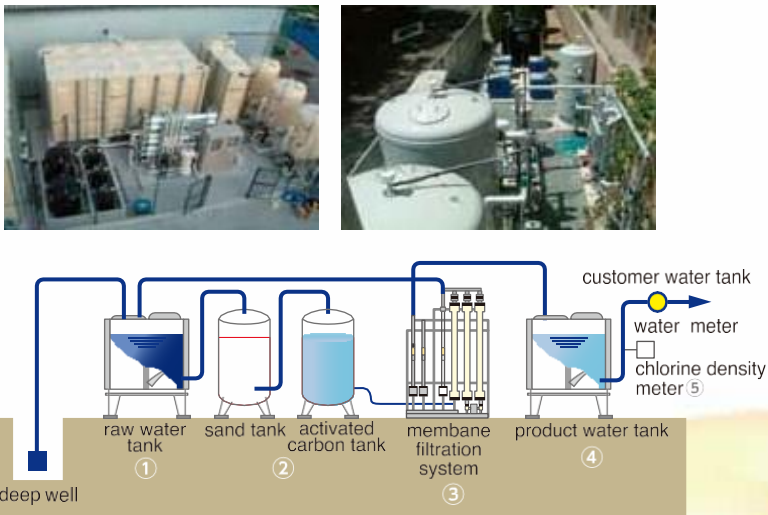 customer water tank
water meter
chlorine density
meter⑤
raw water
tank
①
sand tank
②
activated
carbon tank
membane
filtration
system
③
product water tank
④
deep well